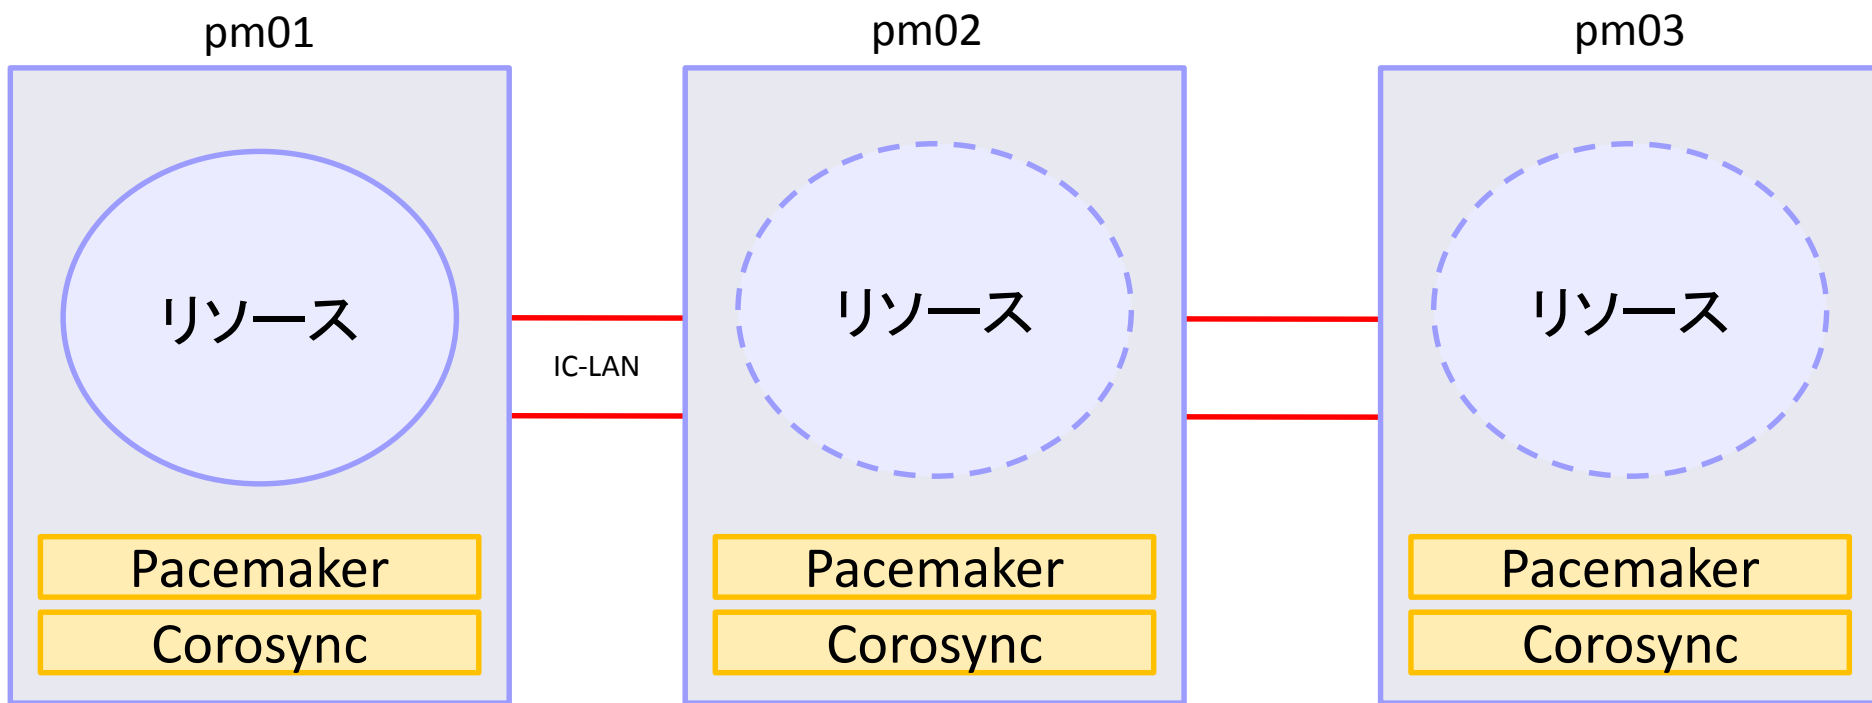 pm01
pm02
pm03
リソース
リソース
リソース
IC-LAN
Pacemaker
Pacemaker
Pacemaker
Corosync
Corosync
Corosync